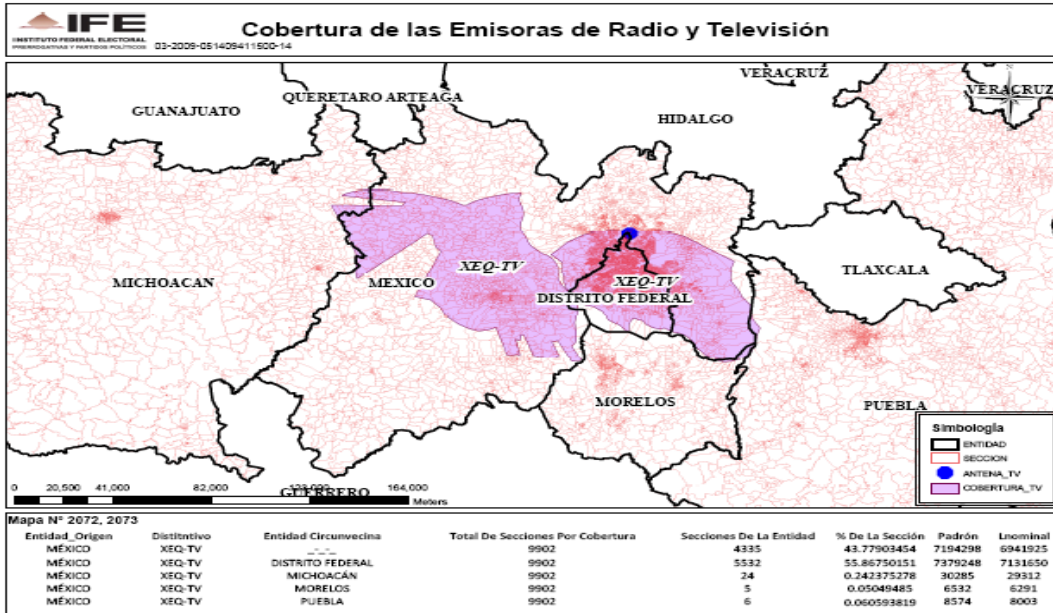 IFE
INSTITUTO FEDERAL ELECTORAL
PRERROGATIVAS Y PARTIDOS POLÍTICOS
03-2009-051409411500-14
Cobertura de las Emisoras de Radio y Televisión
VERACRUZ
VERACRUZ
QUERETARO ARTEAGA
GUANAJUATO
HIDALGO
XEQ-TV
TLAXCALA
MICHOACAN
MEXICO
XEQ-TV
DISTRITO FEDERAL
MORELOS
PUEBLA
GUERRERO
0 20,500 41,000 82,000 123,000 164,000
Meters
Simbología
ENTIDAD
SECCION
ANTENA_TV
COBERTURA_TV
Mapa N° 2072, 2073
Entidad_Origen Distitntivo Entidad Circunvecina Total De Secciones Por Cobertura Secciones De La Entidad % De La Sección Padrón Lnominal
MÉXICO XEQ-TV _-_-_ 9902 4335 43.77903454 7194298 6941925
MÉXICO XEQ-TV DISTRITO FEDERAL 9902 5532 55.86750151 7379248 7131650
MÉXICO XEQ-TV MICHOACÁN 9902 24 0.242375278 30285 29312
MÉXICO XEQ-TV MORELOS 9902 5 0.05049485 6532 6291
MÉXICO XEQ-TV PUEBLA 9902 6 0.060593819 8574 8003